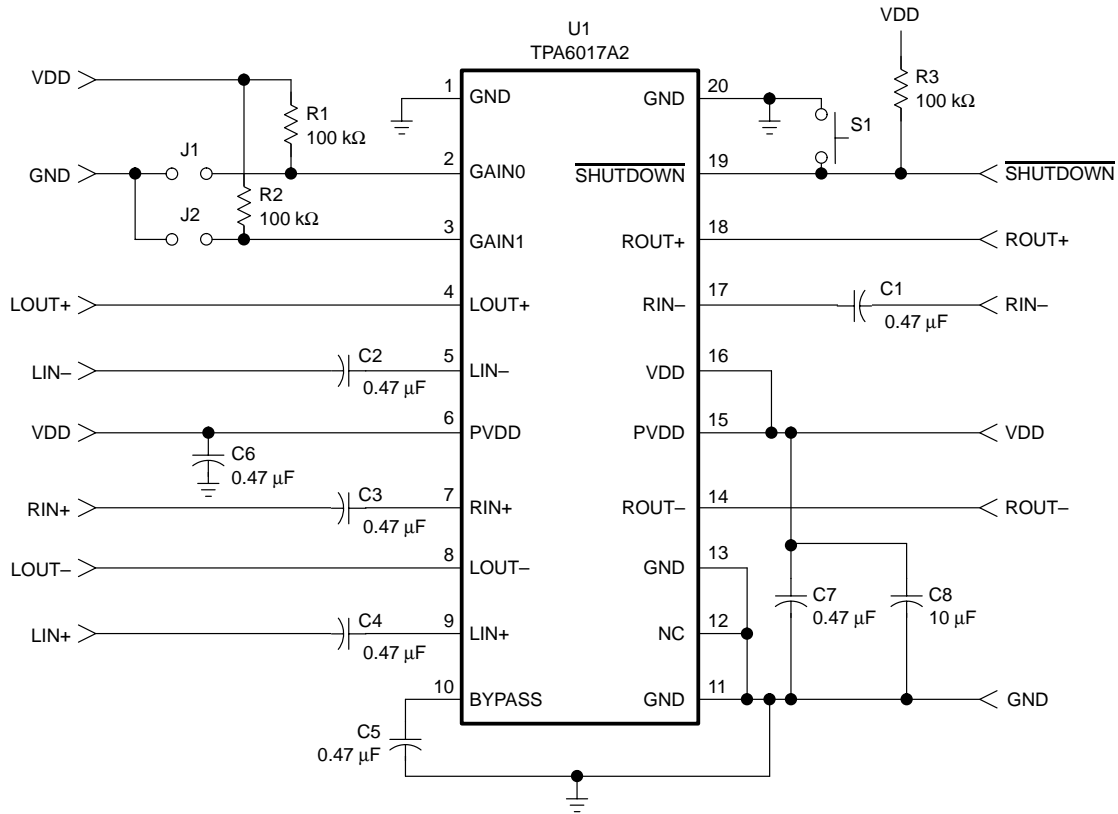 U1
TPA6017A2
VDD
VDD
R1
100 kΩ
J1
GND
R2
100 kΩ
J2
LOUT+
LIN–
C2
0.47 µF
VDD
C6
0.47 µF
RIN+
C3
0.47 µF
LOUT–
LIN+
C4
0.47 µF
C5
0.47 µF
1
GND
2
GAIN0
3
GAIN1
4
LOUT+
5
LIN–
6
PVDD
7
RIN+
8
LOUT–
9
LIN+
10
BYPASS
20
GND
19
SHUTDOWN
18
ROUT+
17
RIN–
16
VDD
15
PVDD
14
ROUT–
13
GND
12
NC
11
GND
R3
100 kΩ
S1
SHUTDOWN
ROUT+
C1
0.47 µF
RIN–
VDD
ROUT–
C7
0.47 µF
C8
10 µF
GND